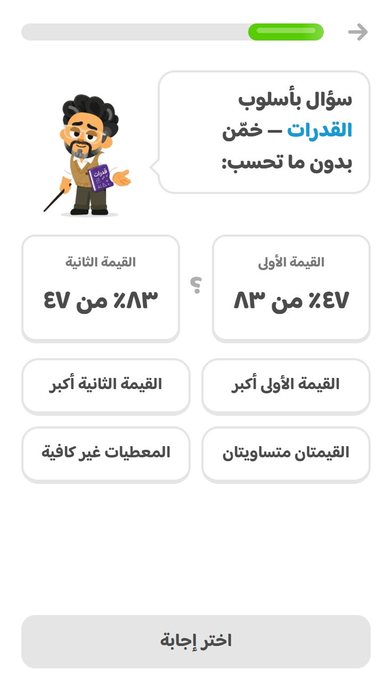 سؤال بأسلوب
القدرات – خمّن
بدون ما تحسب:
قدرات
القيمة الأولى
٤٧٪ من ٨٣
؟
القيمة الثانية
٨٣٪ من ٤٧
القيمة الأولى أكبر
القيمة الثانية أكبر
القيمتان متساويتان
المعطيات غير كافية
اختر إجابة